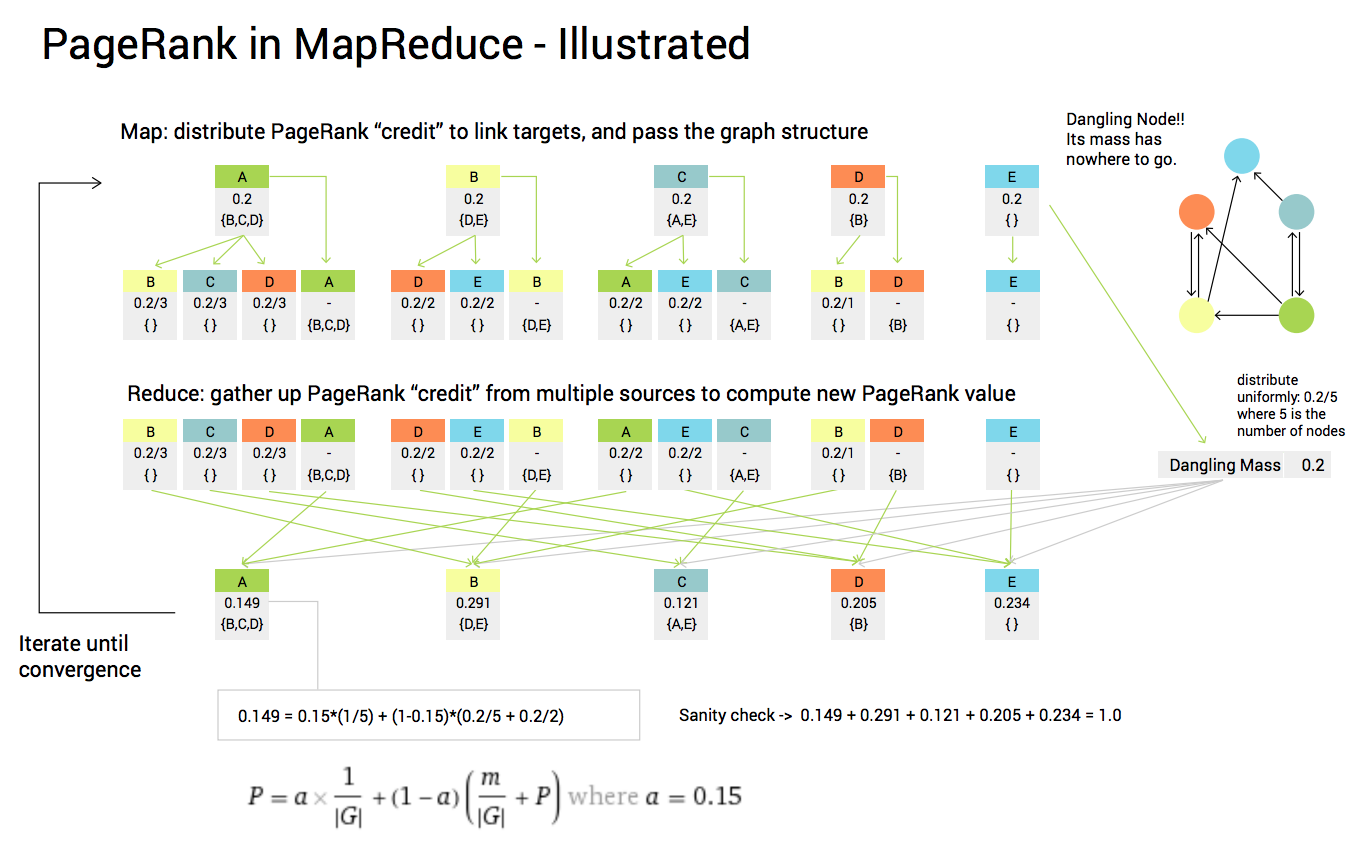 PageRank in MapReduce - Illustrated
Map: distribute PageRank “credit” to link targets, and pass the graph structure
Dangling Node!!
Its mass has
nowhere to go.
A B C D E
0.2 0.2 0.2 0.2 0.2
{B,C,D} {D,E} {A,E} {B} { }
B C D A D E B A E C B D E
0.2/3 0.2/3 0.2/3 - 0.2/2 0.2/2 - 0.2/2 0.2/2 - 0.2/1 - -
{ } { } { } {B,C,D} { } { } {D,E} { } { } {A,E} { } {B} { }
Reduce: gather up PageRank “credit” from multiple sources to compute new PageRank value
distribute
uniformly: 0.2/5
where 5 is the
number of nodes
B C D A D E B A E C B D E
0.2/3 0.2/3 0.2/3 - 0.2/2 0.2/2 - 0.2/2 0.2/2 - 0.2/1 - -
{ } { } { } {B,C,D} { } { } {D,E} { } { } {A,E} { } {B} { }
Dangling Mass 0.2
A B C D E
0.149 0.291 0.121 0.205 0.234
{B,C,D} {D,E} {A,E} {B} { }
Iterate until
convergence
0.149 = 0.15*(1/5) + (1-0.15)*(0.2/5 + 0.2/2)
Sanity check -> 0.149 + 0.291 + 0.121 + 0.205 + 0.234 = 1.0
P = a × 1/|G| + (1 – a) (m/|G| + P) where a = 0.15